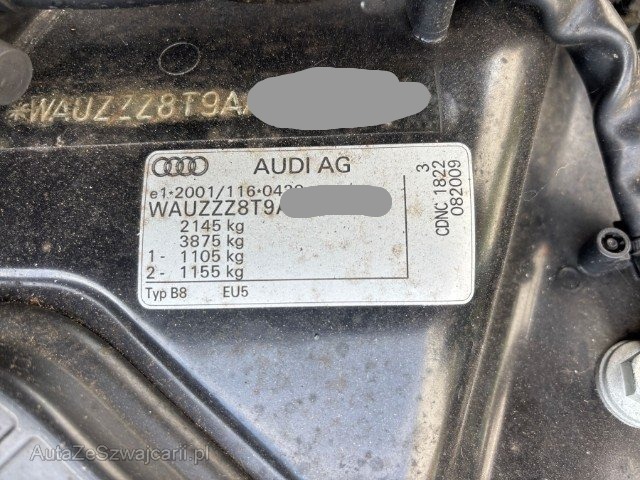 *WAUZZZ8T9A
AUDI AG
e1*2001/116*0430
WAUZZZ8T9A
2145 kg
3875 kg
1 - 1105 kg
2 - 1155 kg
Typ B8 EU5
3
CDNC 1822
082009
AutaZeSzwajcarii.pl